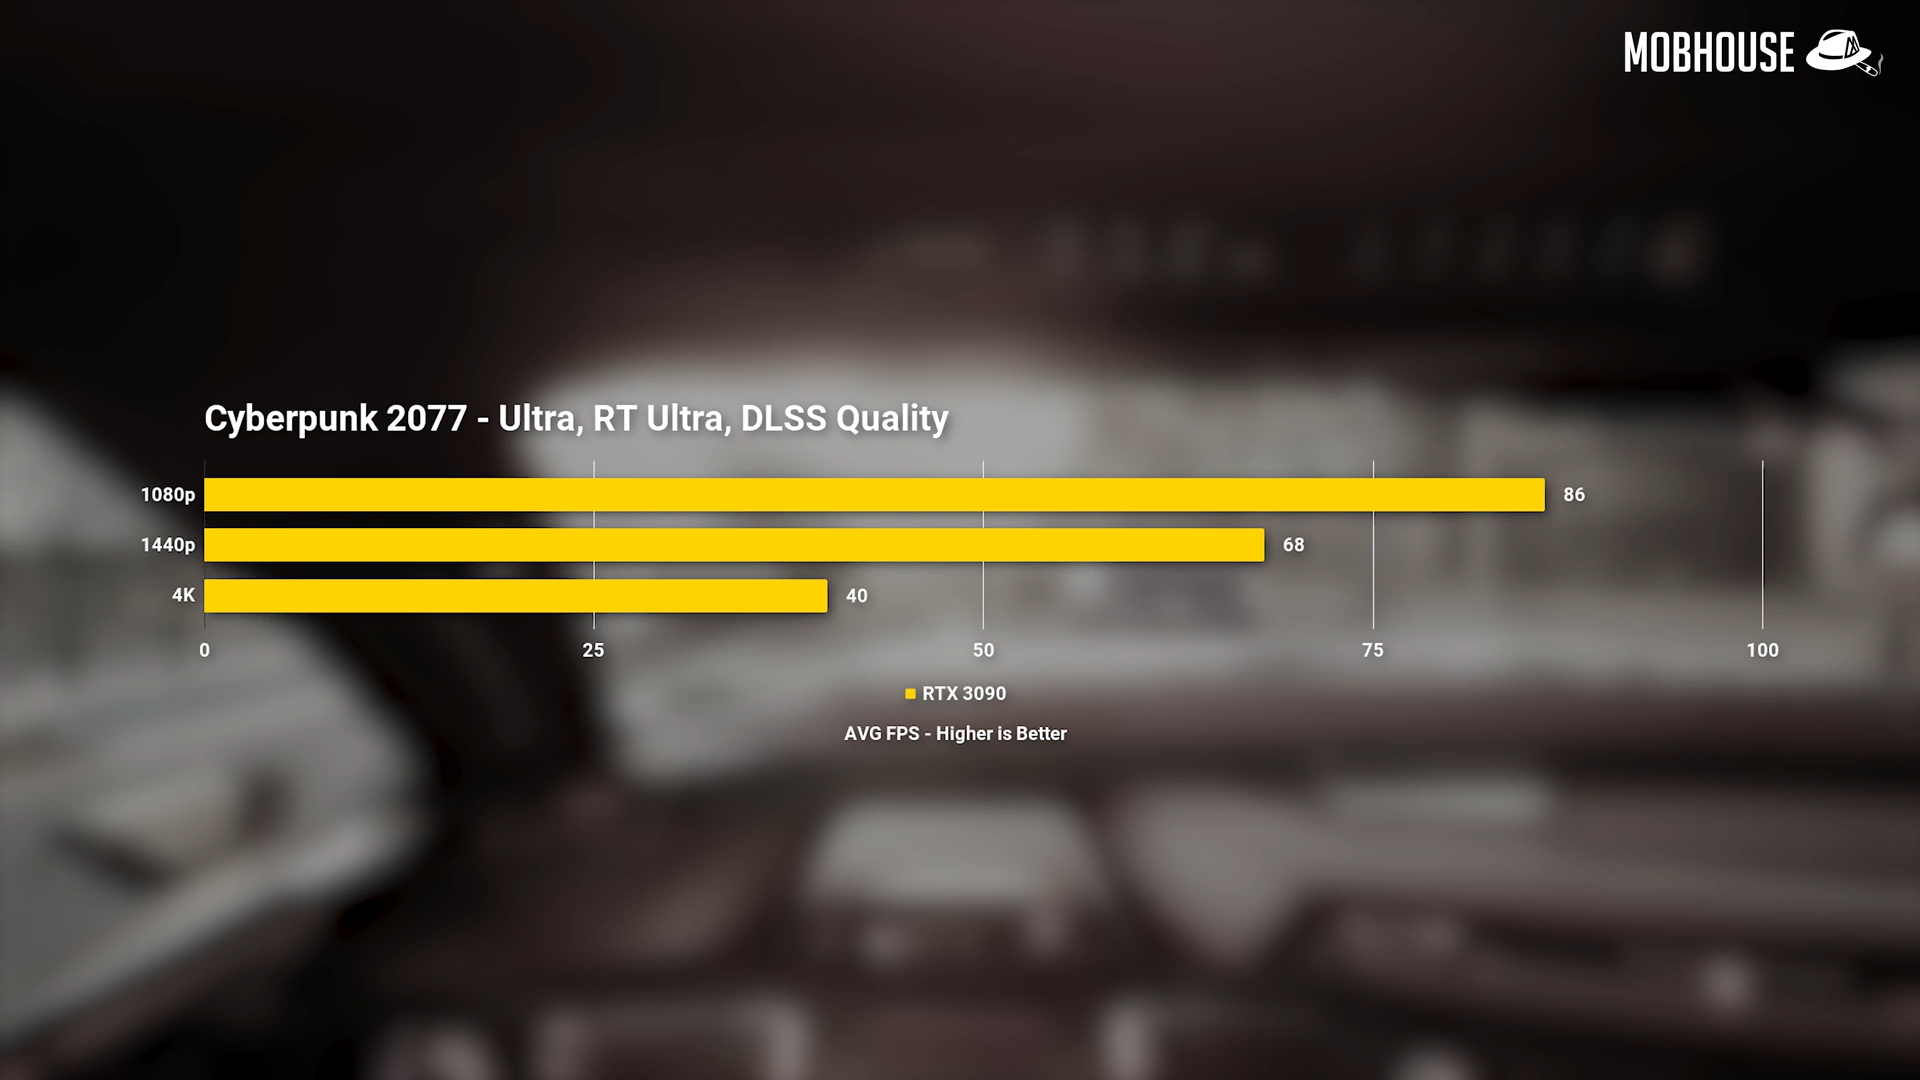 MOBHOUSE
Cyberpunk 2077 - Ultra, RT Ultra, DLSS Quality
1080p 86
1440p 68
4K 40
0 25 50 75 100
RTX 3090
AVG FPS - Higher is Better